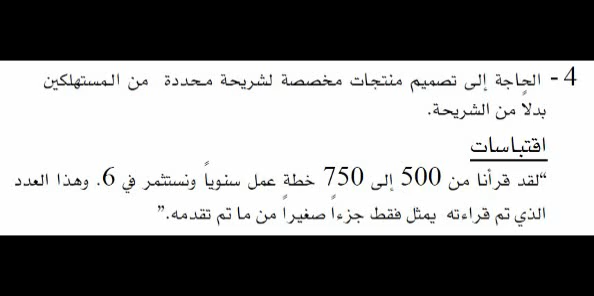 4 - الحاجة إلى تصميم منتجات مخصصة لشريحة محددة من المستهلكين
بدلاً من الشريحة.
اقتباسات
“لقد قرأنا من 500 إلى 750 خطة عمل سنوياً ونستثمر في 6. وهذا العدد
الذي تم قراءته يمثل فقط جزءاً صغيراً من ما تم تقدمه.”